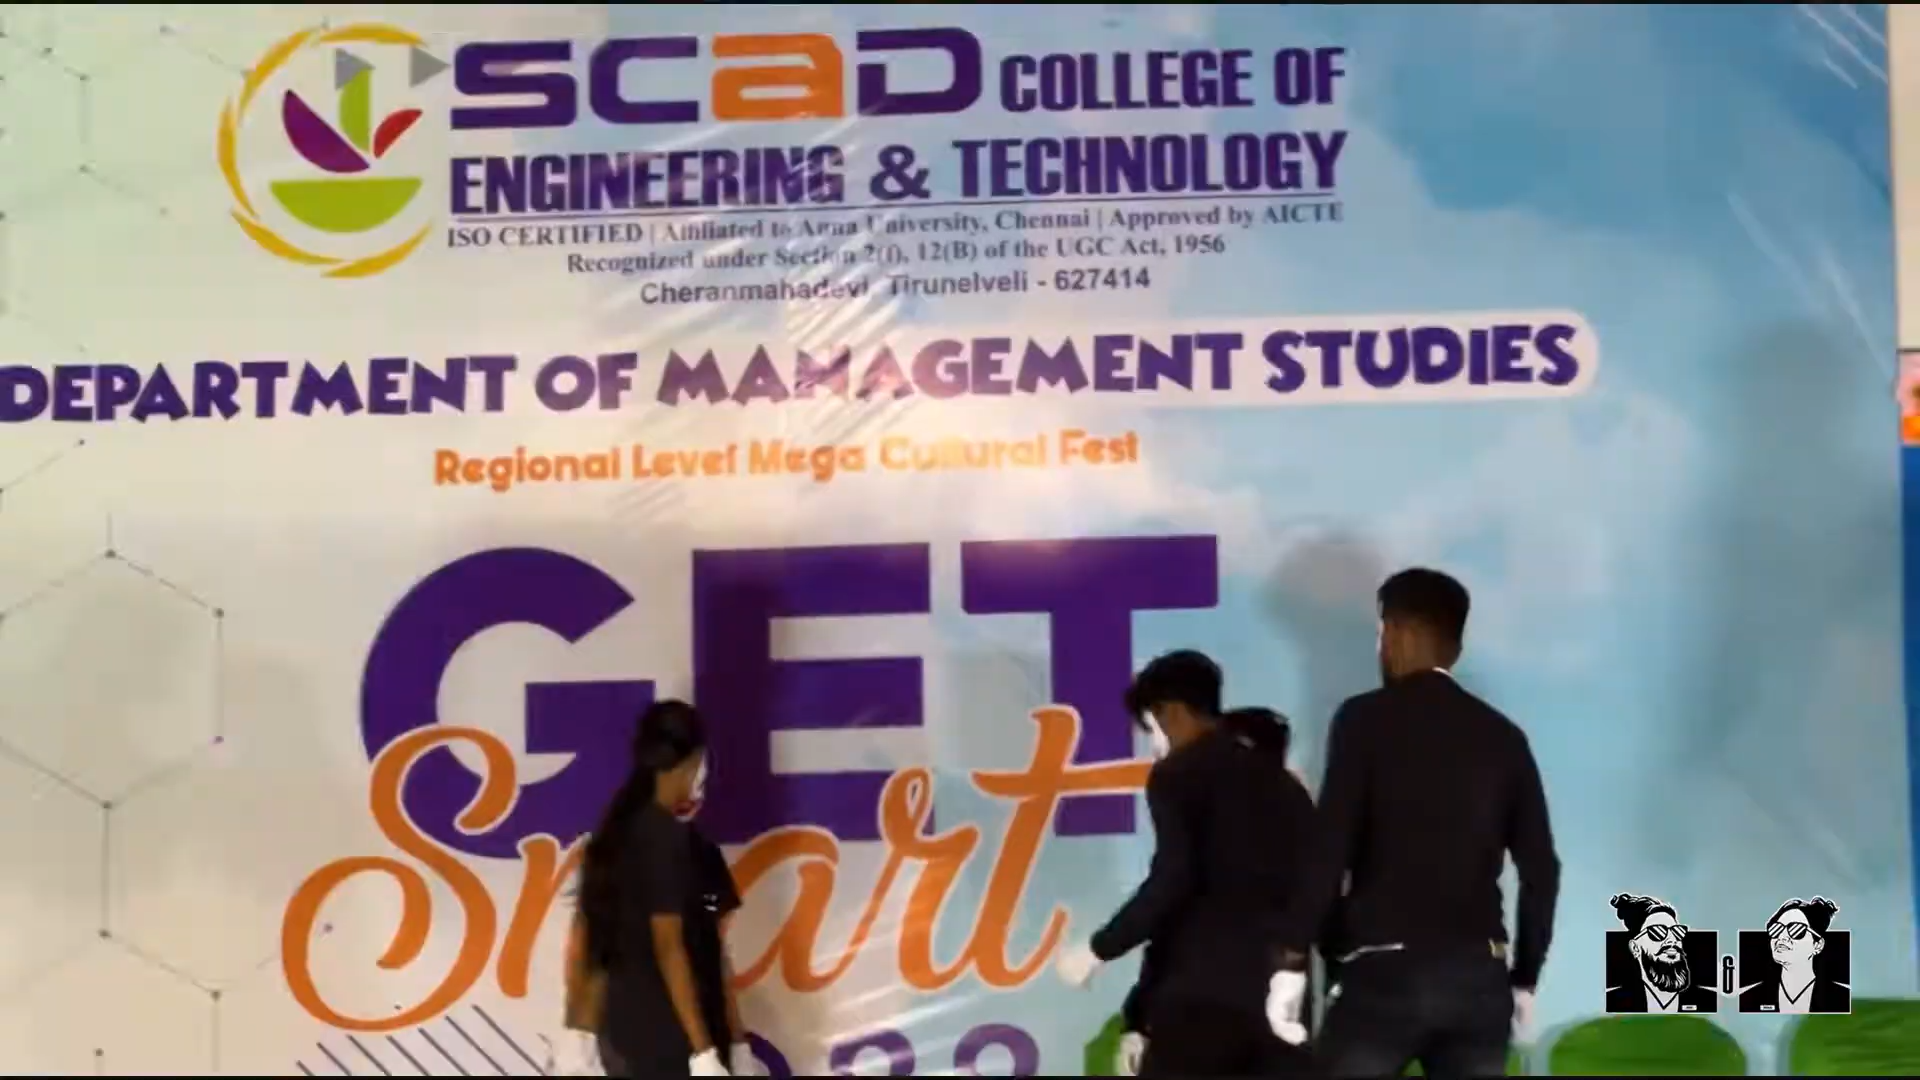 SCaD COLLEGE OF
ENGINEERING & TECHNOLOGY
ISO CERTIFIED | Affiliated to Anna University, Chennai | Approved by AICTE
Recognized under Section 2(f), 12(B) of the UGC Act, 1956
Cheranmahadevi, Tirunelveli - 627414
DEPARTMENT OF MANAGEMENT STUDIES
Regional Level Mega Cultural Fest
GET
Smart
&